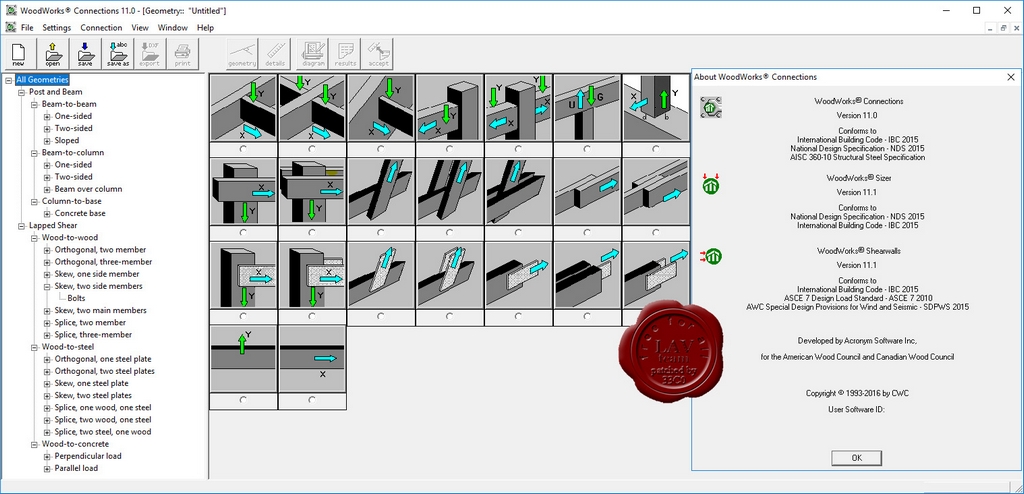 WoodWorks® Connections 11.0 - [Geometry:: "Untitled"]
File Settings Connection View Window Help
new open save save as export print geometry details diagram results accept
abc DXF
All Geometries
Post and Beam
Beam-to-beam
One-sided
Two-sided
Sloped
Beam-to-column
One-sided
Two-sided
Beam over column
Column-to-base
Concrete base
Lapped Shear
Wood-to-wood
Orthogonal, two member
Orthogonal, three-member
Skew, one side member
Skew, two side members
Bolts
Skew, two main members
Splice, two member
Splice, three-member
Wood-to-steel
Orthogonal, one steel plate
Orthogonal, two steel plates
Skew, one steel plate
Skew, two steel plates
Splice, one wood, one steel
Splice, two wood, one steel
Splice, two steel, one wood
Wood-to-concrete
Perpendicular load
Parallel load
Y X Y Y X Y X Y X Y Y X U G X Y d b
X Y X Y
X Y X Y
Y X
LAV
team
patched by
33C0
About WoodWorks® Connections
WoodWorks® Connections
Version 11.0
Conforms to
International Building Code - IBC 2015
National Design Specification - NDS 2015
AISC 360-10 Structural Steel Specification
WoodWorks® Sizer
Version 11.1
Conforms to
National Design Specification - NDS 2015
International Building Code - IBC 2015
WoodWorks® Shearwalls
Version 11.1
Conforms to
International Building Code - IBC 2015
ASCE 7 Design Load Standard - ASCE 7 2010
AWC Special Design Provisions for Wind and Seismic - SDPWS 2015
Developed by Acronym Software Inc,
for the American Wood Council and Canadian Wood Council
Copyright © 1993-2016 by CWC
User Software ID:
OK